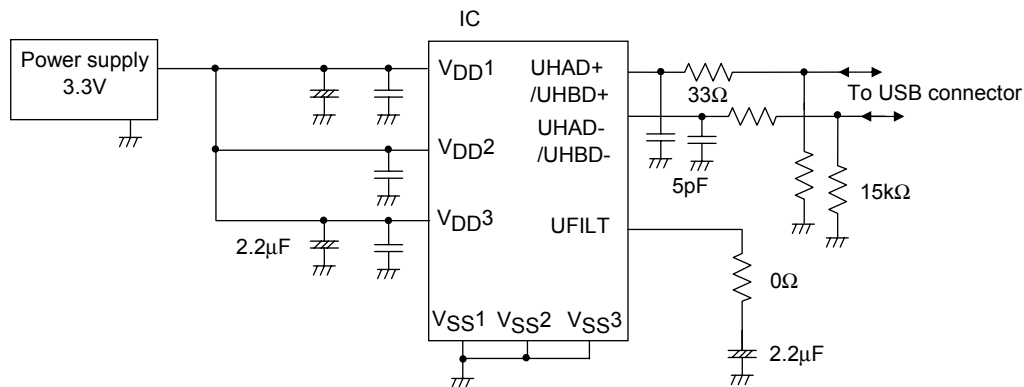 IC
Power supply
3.3V
VDD1
VDD2
VDD3
2.2µF
VSS1
VSS2
VSS3
UHAD+
/UHBD+
UHAD-
/UHBD-
UFILT
33Ω
5pF
To USB connector
15kΩ
0Ω
2.2µF